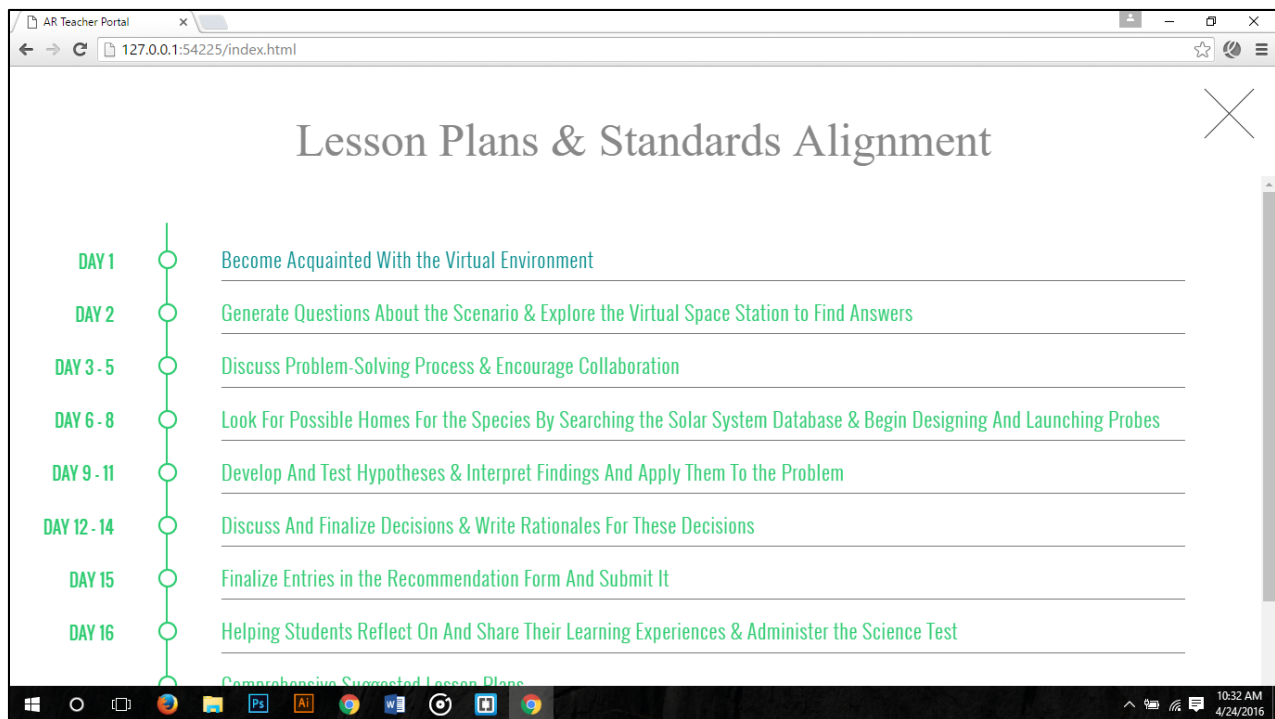 AR Teacher Portal
127.0.0.1:54225/index.html
Lesson Plans & Standards Alignment
DAY 1 Become Acquainted With the Virtual Environment
DAY 2 Generate Questions About the Scenario & Explore the Virtual Space Station to Find Answers
DAY 3 - 5 Discuss Problem-Solving Process & Encourage Collaboration
DAY 6 - 8 Look For Possible Homes For the Species By Searching the Solar System Database & Begin Designing And Launching Probes
DAY 9 - 11 Develop And Test Hypotheses & Interpret Findings And Apply Them To the Problem
DAY 12 - 14 Discuss And Finalize Decisions & Write Rationales For These Decisions
DAY 15 Finalize Entries in the Recommendation Form And Submit It
DAY 16 Helping Students Reflect On And Share Their Learning Experiences & Administer the Science Test
Comprehensive Suggested Lesson Plans
Ps Ai
10:32 AM
4/24/2016